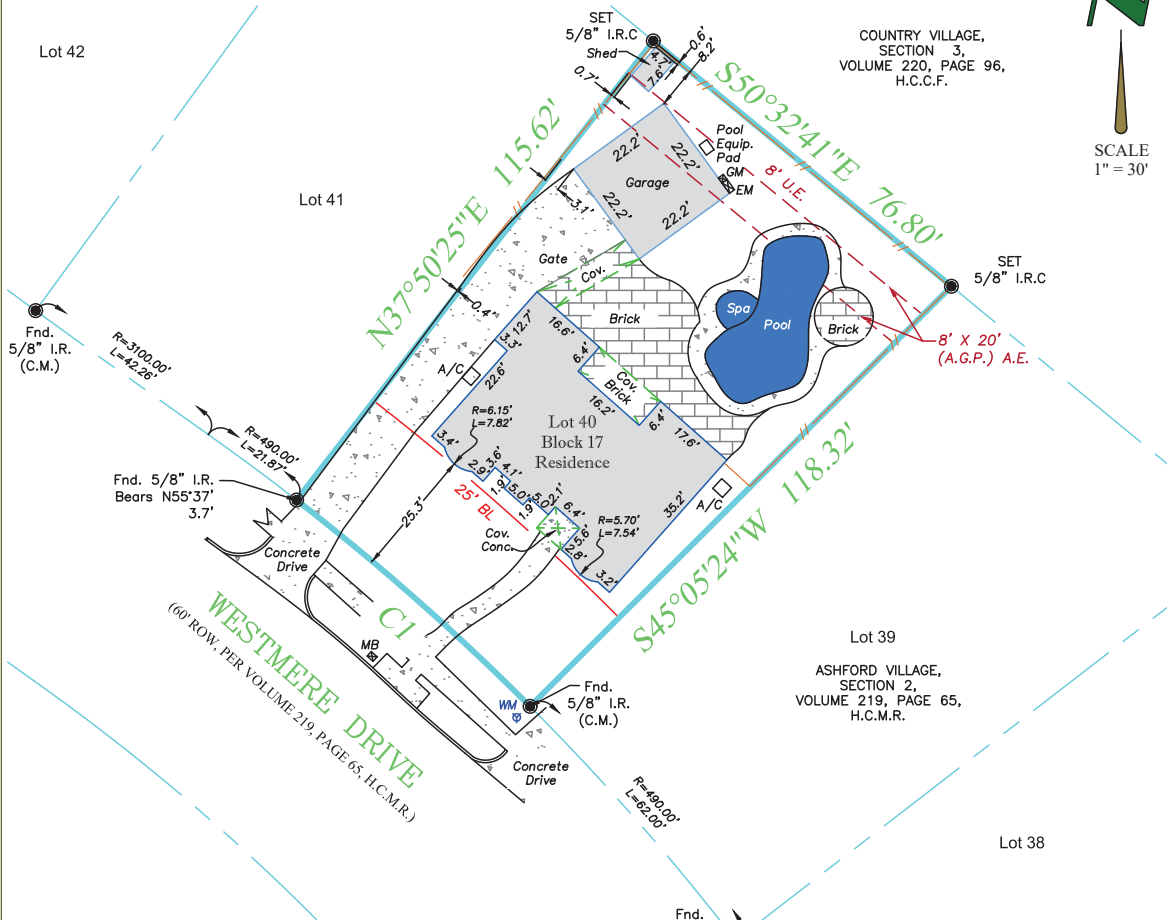 Lot 42
SET
5/8" I.R.C
Shed
4.7'
7.6'
0.6'
8.2'
0.7'
COUNTRY VILLAGE,
SECTION 3,
VOLUME 220, PAGE 96,
H.C.C.F.
SCALE
1" = 30'
S50°32'41"E 76.80'
N37°50'25"E 115.62'
Pool
Equip.
Pad
GM
EM
8' U.E.
22.2'
22.2'
Garage
22.2'
22.2'
3.1'
Lot 41
Gate
Cov.
SET
5/8" I.R.C
Brick
Spa
Pool
Brick
8' X 20'
(A.G.P.) A.E.
0.4'
Fnd.
5/8" I.R.
(C.M.)
R=3100.00'
L=42.26'
12.7'
3.3'
16.6'
6.4'
A/C
22.6'
Cov.
Brick
16.2'
6.4'
17.6'
R=6.15'
L=7.82'
Lot 40
Block 17
Residence
3.4'
R=490.00'
L=21.87'
2.9'
3.6'
4.1'
1.9'
5.0'
5.0'
1.9'
2.1'
6.4'
25' BL
35.2'
A/C
Fnd. 5/8" I.R.
Bears N55°37'
3.7'
25.3'
Cov.
Conc.
R=5.70'
L=7.54'
5.6'
2.8'
3.2'
S45°05'24"W 118.32'
Concrete
Drive
C1
MB
WESTMERE DRIVE
(60' ROW, PER VOLUME 219, PAGE 65, H.C.M.R.)
Lot 39
ASHFORD VILLAGE,
SECTION 2,
VOLUME 219, PAGE 65,
H.C.M.R.
WM
Fnd.
5/8" I.R.
(C.M.)
Concrete
Drive
R=490.00'
L=62.00'
Lot 38
Fnd.